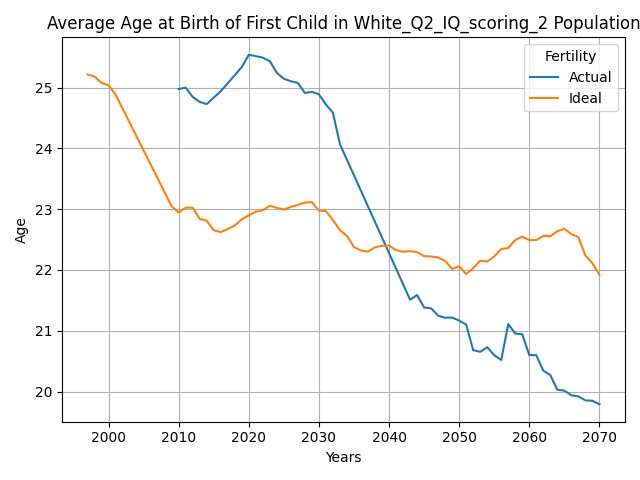 Average Age at Birth of First Child in White_Q2_IQ_scoring_2 Population
Fertility
Actual
Ideal
Age
25
24
23
22
21
20
2000
2010
2020
2030
2040
2050
2060
2070
Years